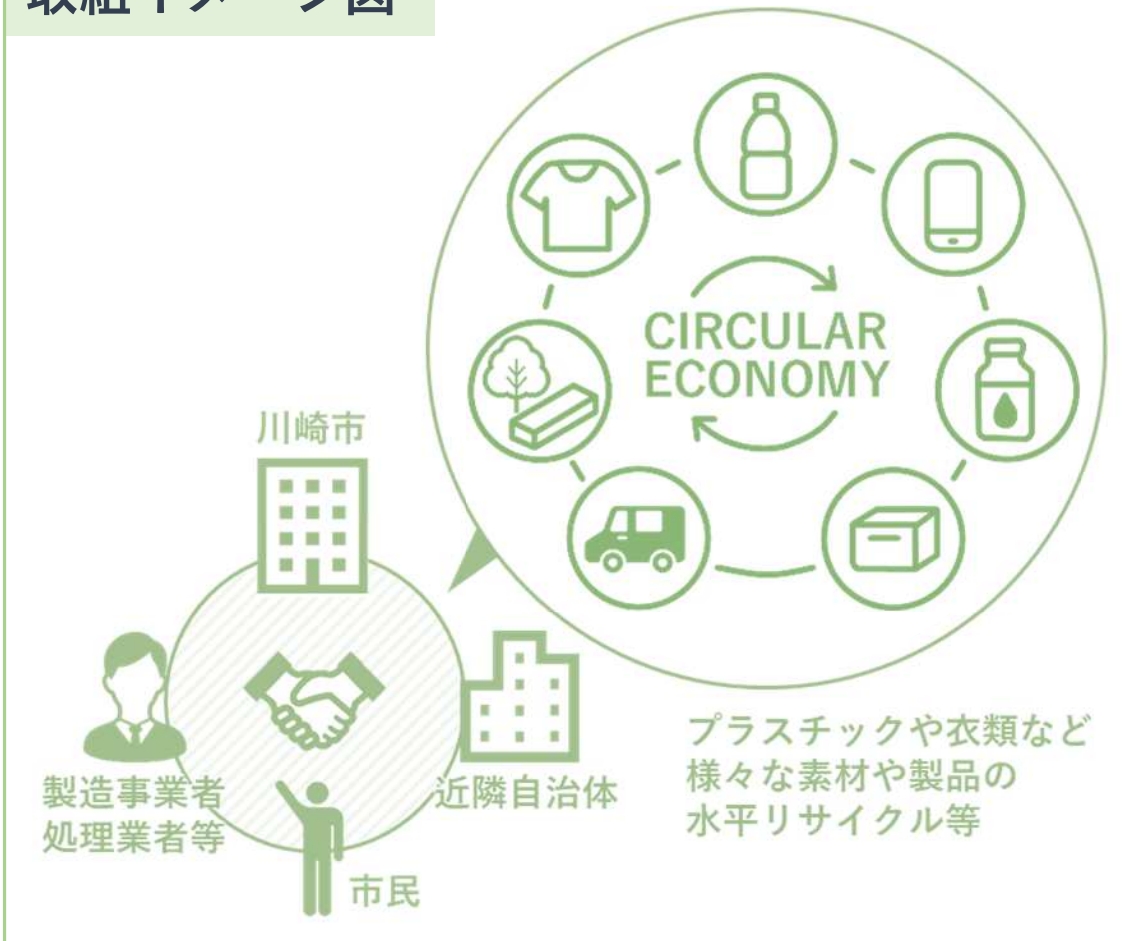 取組イメージ図
CIRCULAR
ECONOMY
川崎市
製造事業者
処理業者等
近隣自治体
市民
プラスチックや衣類など
様々な素材や製品の
水平リサイクル等